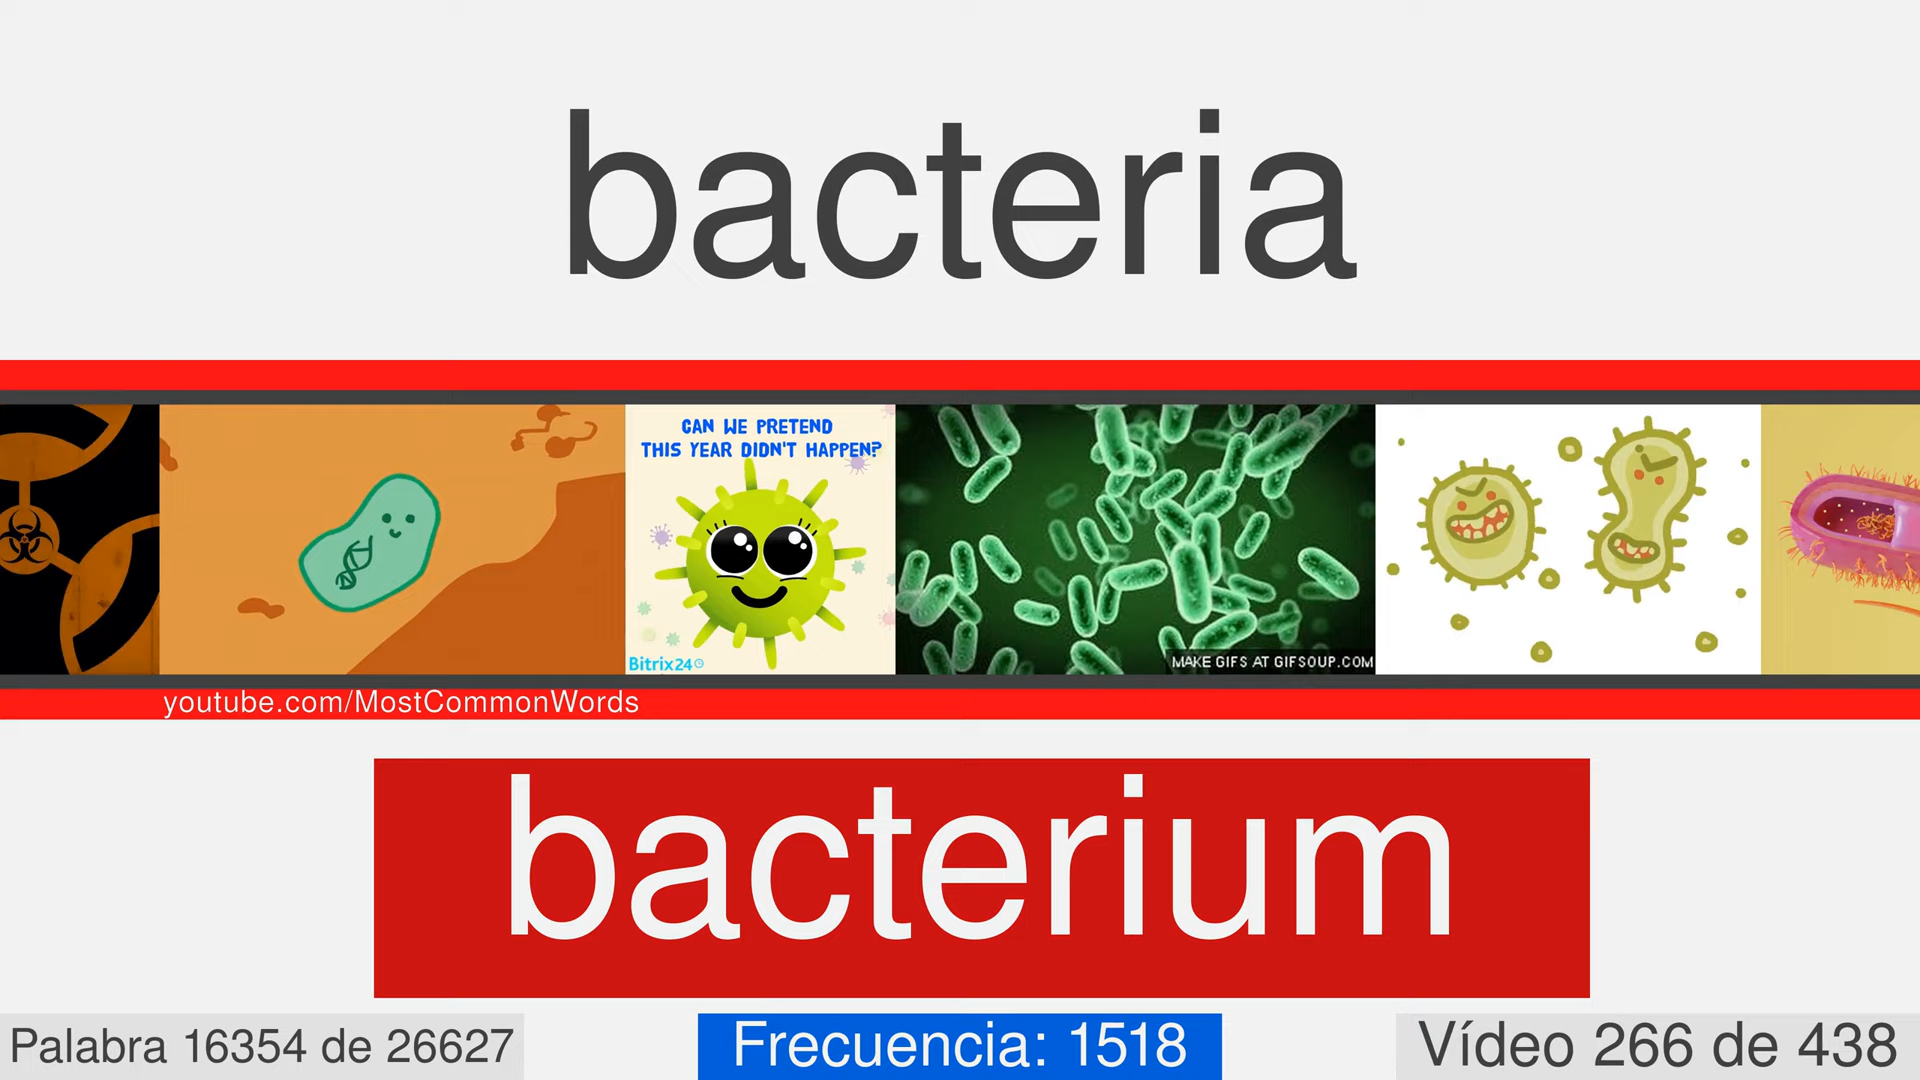 bacteria
CAN WE PRETEND
THIS YEAR DIDN'T HAPPEN?
Bitrix24
MAKE GIFS AT GIFSOUP.COM
youtube.com/MostCommonWords
bacterium
Palabra 16354 de 26627
Frecuencia: 1518
Vídeo 266 de 438